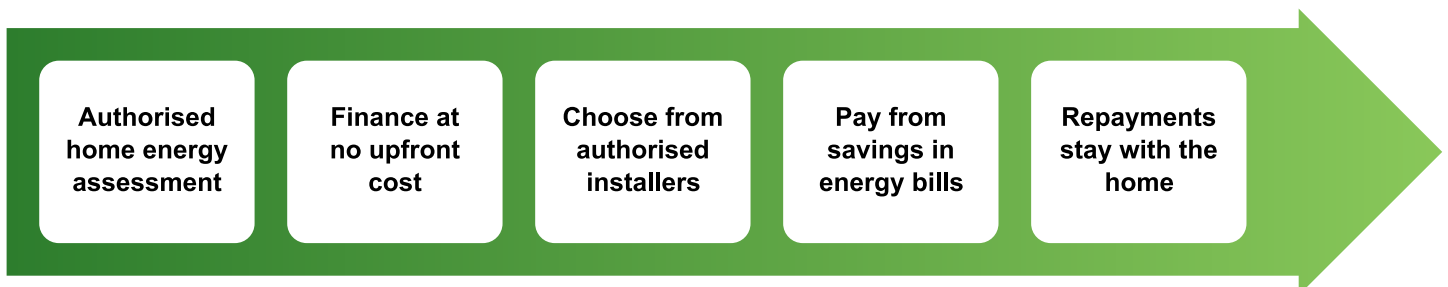 Authorised
home energy
assessment
Finance at
no upfront
cost
Choose from
authorised
installers
Pay from
savings in
energy bills
Repayments
stay with the
home